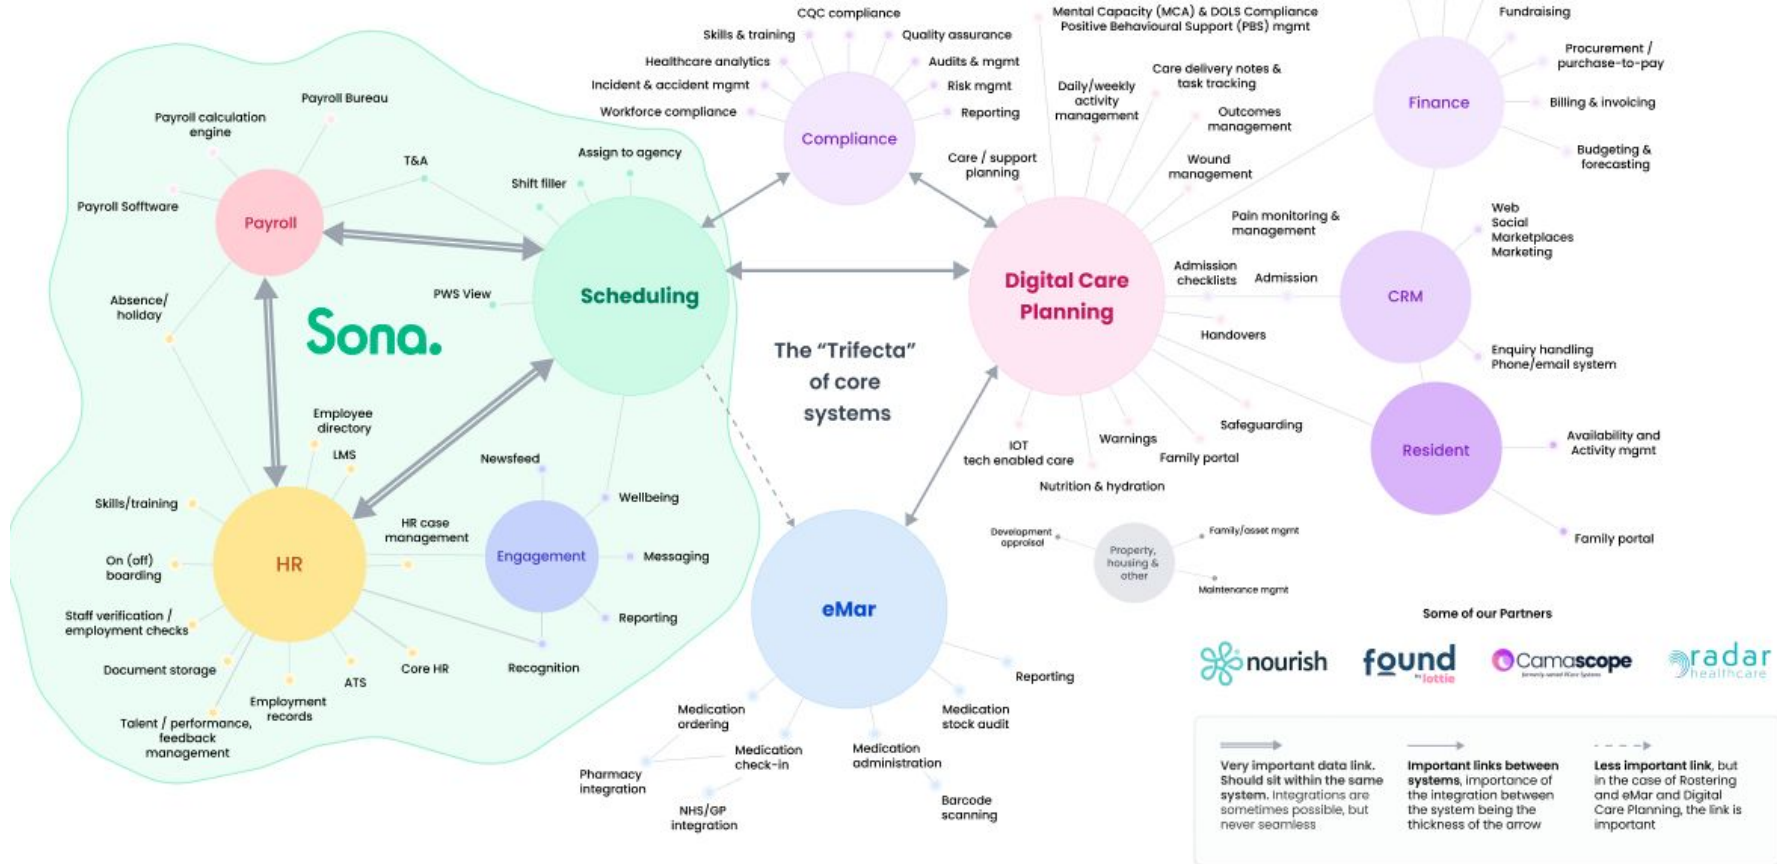 CQC compliance
Skills & training
Quality assurance
Healthcare analytics
Audits & mgmt
Incident & accident mgmt
Risk mgmt
Workforce compliance
Reporting
Compliance
Mental Capacity (MCA) & DOLS Compliance
Positive Behavioural Support (PBS) mgmt
Daily/weekly
activity
management
Care delivery notes &
task tracking
Outcomes
management
Care / support
planning
Wound
management
Pain monitoring &
management
Admission
checklists
Admission
Handovers
Safeguarding
Family portal
Warnings
IOT
tech enabled care
Nutrition & hydration
Digital Care
Planning
Fundraising
Procurement /
purchase-to-pay
Billing & invoicing
Budgeting &
forecasting
Finance
Web
Social
Marketplaces
Marketing
CRM
Enquiry handling
Phone/email system
Resident
Availability and
Activity mgmt
Family portal
Payroll Bureau
Payroll calculation
engine
T&A
Payroll Sofftware
Payroll
Assign to agency
Shift filler
Scheduling
PWS View
Absence/
holiday
Sona.
The “Trifecta”
of core
systems
Employee
directory
LMS
Skills/training
HR case
management
On (off)
boarding
HR
Staff verification /
employment checks
Document storage
Talent / performance,
feedback
management
Employment
records
ATS
Core HR
Newsfeed
Wellbeing
Engagement
Messaging
Reporting
Recognition
eMar
Reporting
Medication
ordering
Medication
stock audit
Medication
check-in
Medication
administration
Pharmacy
integration
NHS/GP
integration
Barcode
scanning
Development
appraisal
Family/asset mgmt
Property,
housing &
other
Maintenance mgmt
Some of our Partners
nourish
found
by lottie
Camascope
formerly named VCare Systems
radar
healthcare
Very important data link.
Should sit within the same
system. Integrations are
sometimes possible, but
never seamless
Important links between
systems, importance of
the integration between
the system being the
thickness of the arrow
Less important link, but
in the case of Rostering
and eMar and Digital
Care Planning, the link is
important